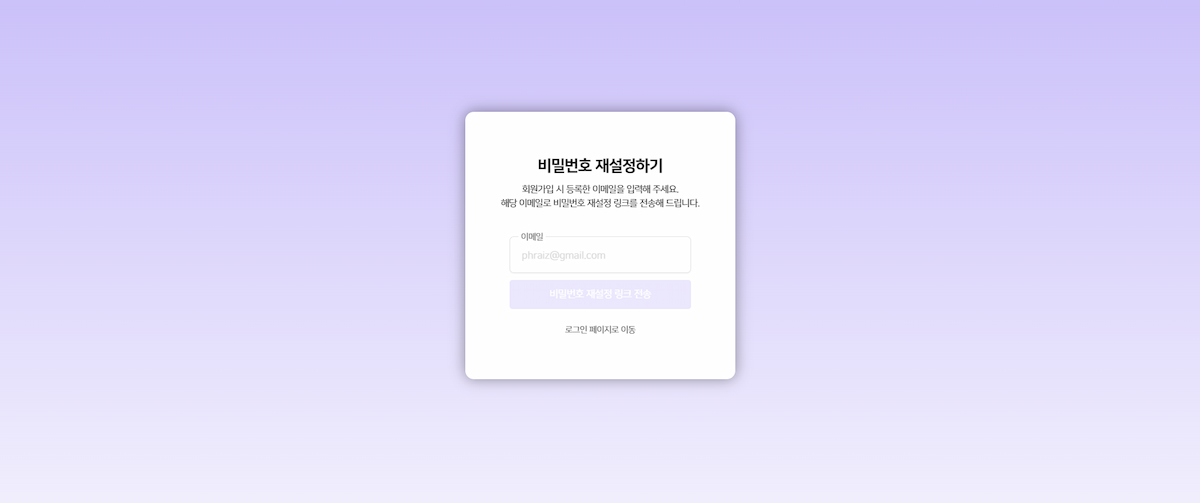 비밀번호 재설정하기
회원가입 시 등록한 이메일을 입력해 주세요.
해당 이메일로 비밀번호 재설정 링크를 전송해 드립니다.
이메일
phraiz@gmail.com
비밀번호 재설정 링크 전송
로그인 페이지로 이동